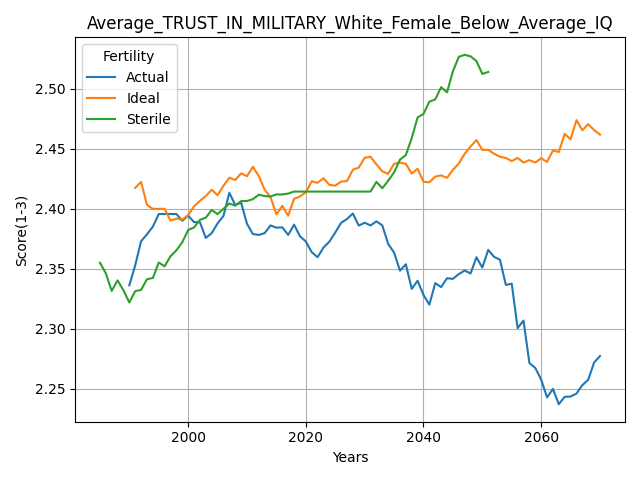 Average_TRUST_IN_MILITARY_White_Female_Below_Average_IQ
Fertility
Actual
Ideal
Sterile
2.50
2.45
2.40
2.35
2.30
2.25
Score(1-3)
2000
2020
2040
2060
Years